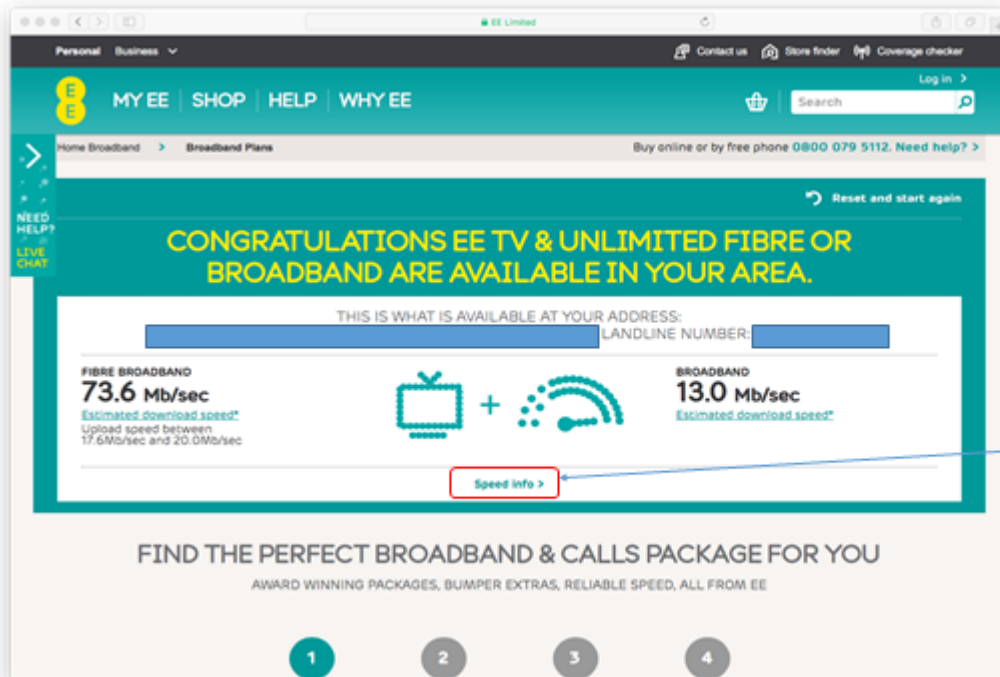 EE Limited
Personal Business
Contact us Store finder Coverage checker
Log in >
EE
MY EE SHOP HELP WHY EE
Search
Home Broadband > Broadband Plans
Buy online or by free phone 0800 079 5112. Need help? >
NEED
HELP?
LIVE
CHAT
Reset and start again
CONGRATULATIONS EE TV & UNLIMITED FIBRE OR
BROADBAND ARE AVAILABLE IN YOUR AREA.
THIS IS WHAT IS AVAILABLE AT YOUR ADDRESS:
LANDLINE NUMBER:
FIBRE BROADBAND
73.6 Mb/sec
Estimated download speed*
Upload speed between
17.6Mb/sec and 20.0Mb/sec
+
BROADBAND
13.0 Mb/sec
Estimated download speed*
Speed info >
FIND THE PERFECT BROADBAND & CALLS PACKAGE FOR YOU
AWARD WINNING PACKAGES, BUMPER EXTRAS, RELIABLE SPEED, ALL FROM EE
1 2 3 4